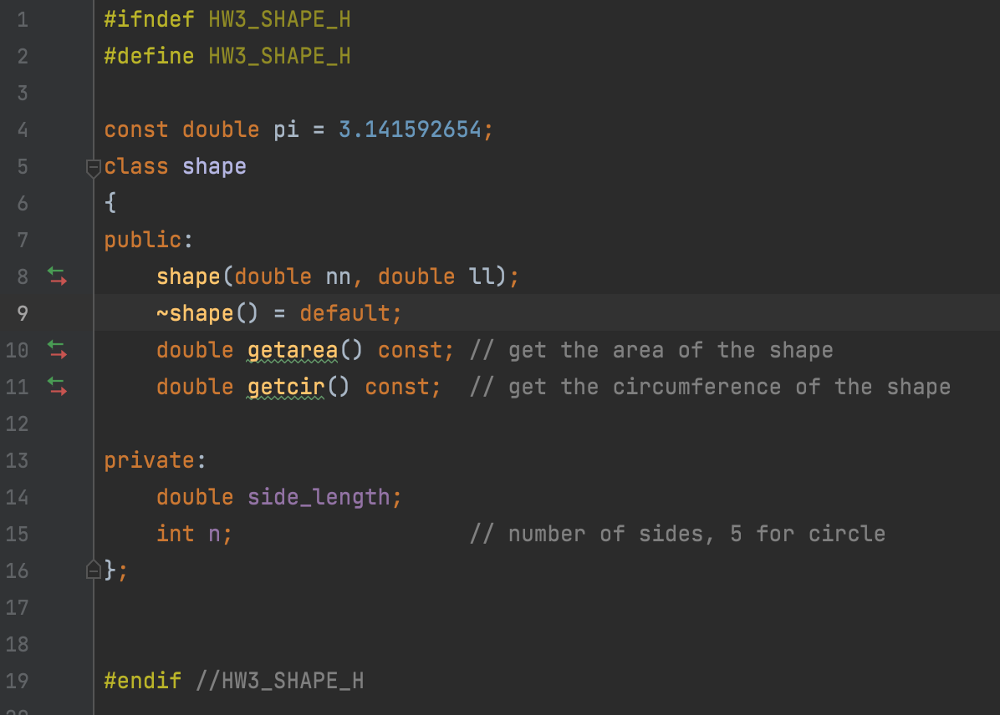 1 #ifndef HW3_SHAPE_H
2 #define HW3_SHAPE_H
3
4 const double pi = 3.141592654;
5 class shape
6 {
7 public:
8     shape(double nn, double ll);
9     ~shape() = default;
10     double getarea() const; // get the area of the shape
11     double getcir() const;  // get the circumference of the shape
12
13 private:
14     double side_length;
15     int n;                  // number of sides, 5 for circle
16 };
17
18
19 #endif //HW3_SHAPE_H
20